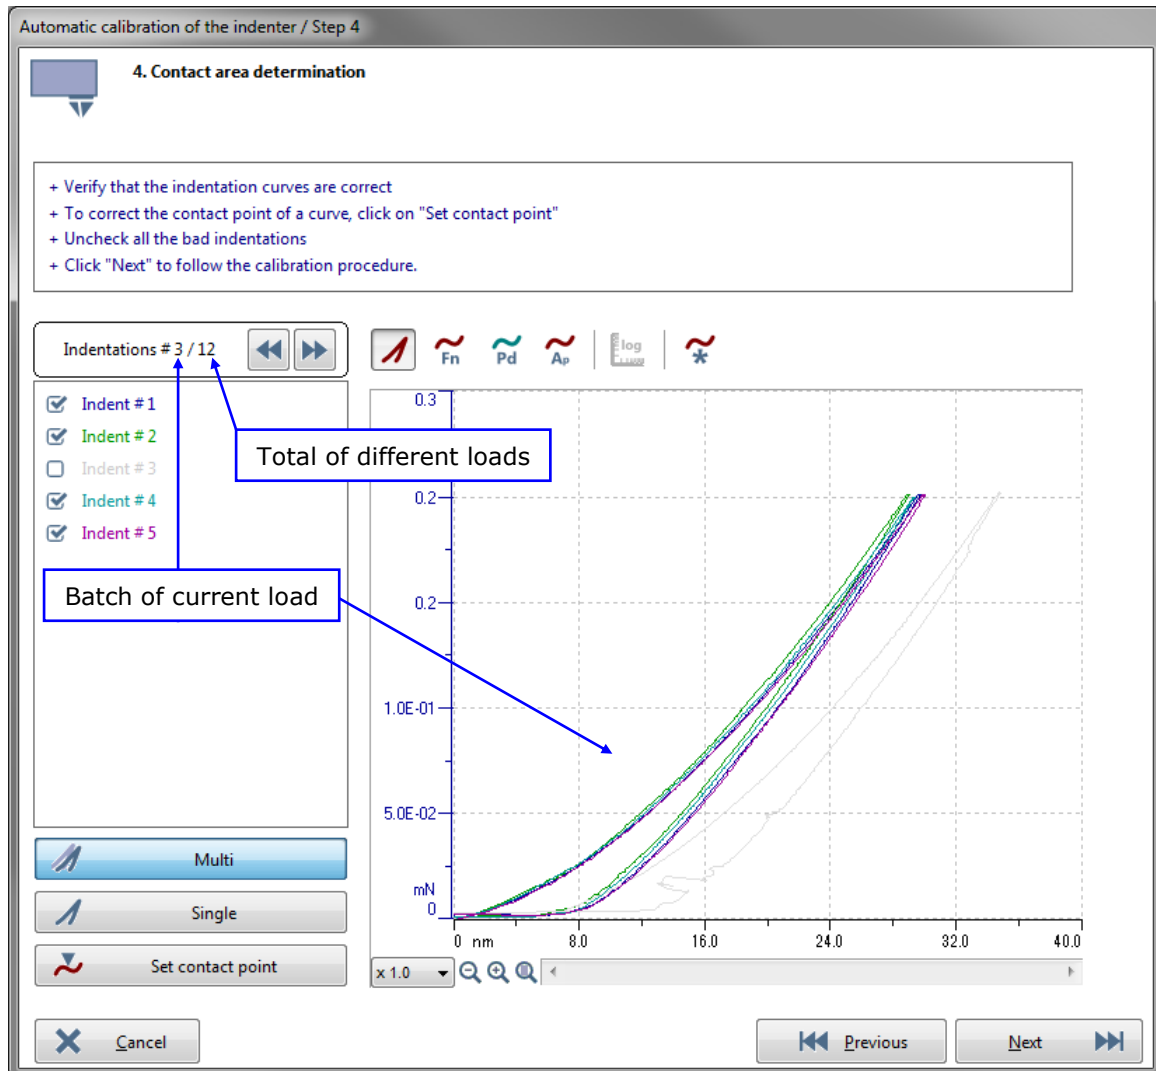 Automatic calibration of the indenter / Step 4
4. Contact area determination
+ Verify that the indentation curves are correct
+ To correct the contact point of a curve, click on "Set contact point"
+ Uncheck all the bad indentations
+ Click "Next" to follow the calibration procedure.
Indentations # 3 / 12
Fn
Pd
Ap
log
*
Indent # 1
Indent # 2
Indent # 3
Indent # 4
Indent # 5
Total of different loads
Batch of current load
0.3
0.2
0.2
1.0E-01
5.0E-02
mN
0
0 nm 8.0 16.0 24.0 32.0 40.0
Multi
Single
Set contact point
x 1.0
Cancel
Previous
Next